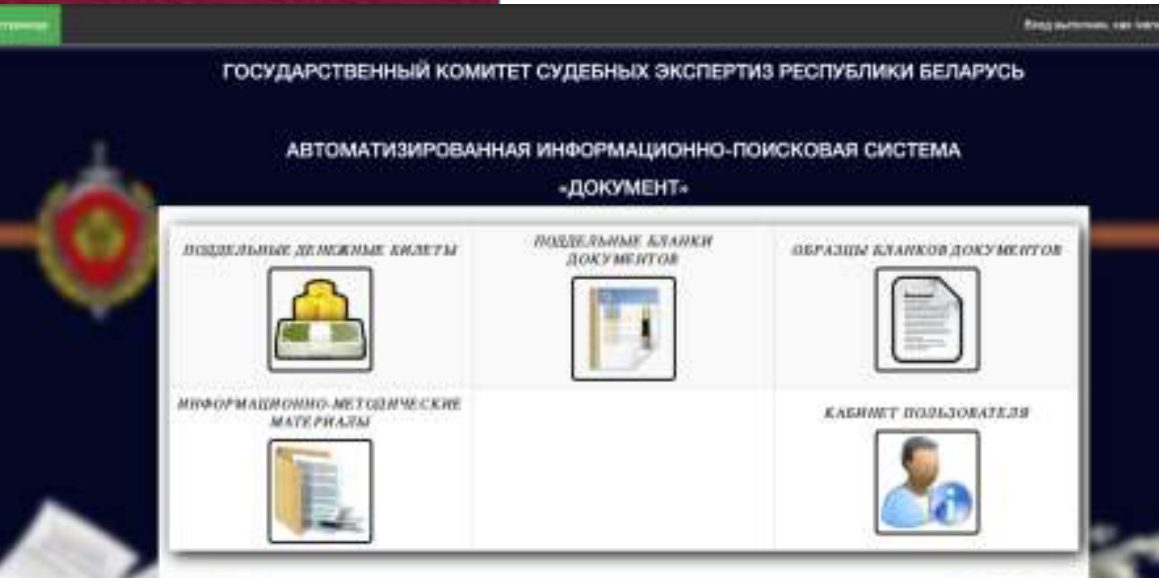 ГОСУДАРСТВЕННЫЙ КОМИТЕТ СУДЕБНЫХ ЭКСПЕРТИЗ РЕСПУБЛИКИ БЕЛАРУСЬ
АВТОМАТИЗИРОВАННАЯ ИНФОРМАЦИОННО-ПОИСКОВАЯ СИСТЕМА
«ДОКУМЕНТ»
ПОДДЕЛЬНЫЕ ДЕНЕЖНЫЕ БИЛЕТЫ
ПОДДЕЛЬНЫЕ БЛАНКИ
ДОКУМЕНТОВ
ОБРАЗЦЫ БЛАНКОВ ДОКУМЕНТОВ
ИНФОРМАЦИОННО-МЕТОДИЧЕСКИЕ
МАТЕРИАЛЫ
КАБИНЕТ ПОЛЬЗОВАТЕЛЯ